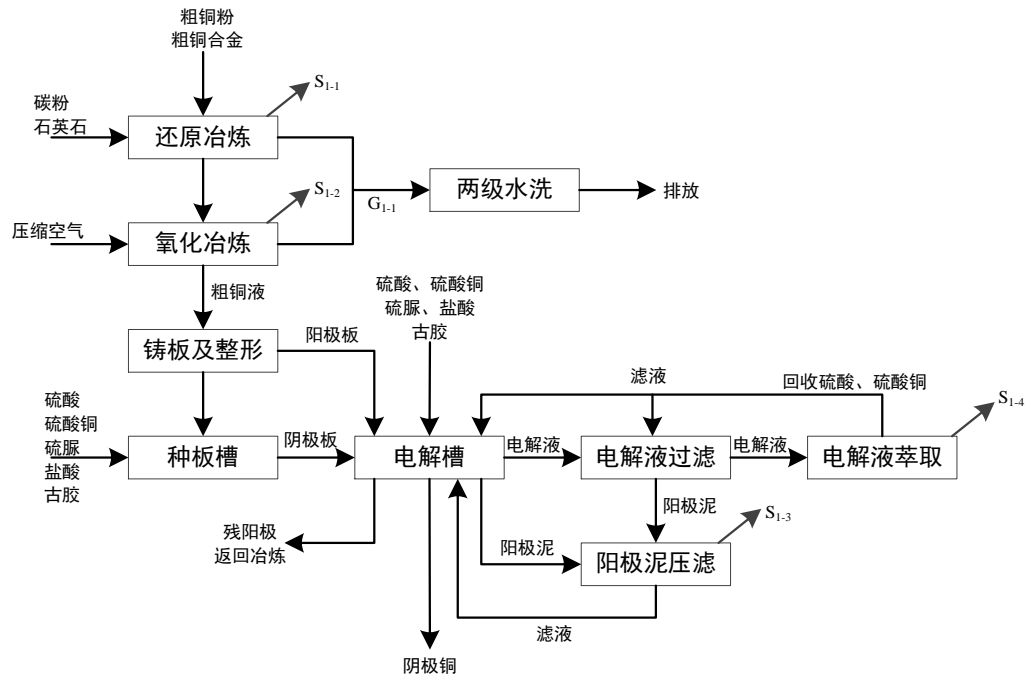 粗铜粉
粗铜合金
S1-1
碳粉
石英石
还原冶炼
S1-2
两级水洗
排放
G1-1
压缩空气
氧化冶炼
粗铜液
硫酸、硫酸铜
硫脲、盐酸
古胶
铸板及整形
阳极板
滤液
回收硫酸、硫酸铜
S1-4
硫酸
硫酸铜
硫脲
盐酸
古胶
种板槽
阴极板
电解槽
电解液
电解液过滤
电解液
电解液萃取
阳极泥
S1-3
残阳极
返回冶炼
阳极泥
阳极泥压滤
滤液
阴极铜